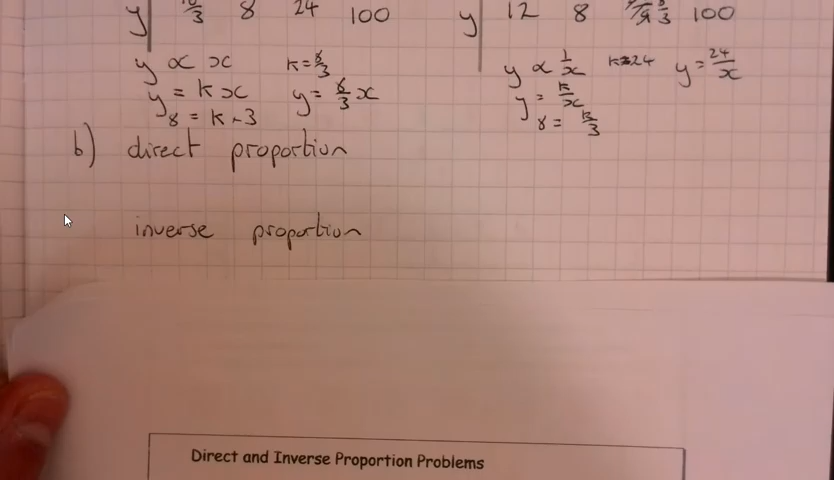 y 8 24 100
y 12 8 100
y ∝ x k=8/3
y = kx y = 8/3 x
8 = k × 3
y ∝ 1/x k=24 y = 24/x
y = k/x
8 = k/3
b) direct proportion
inverse proportion
Direct and Inverse Proportion Problems